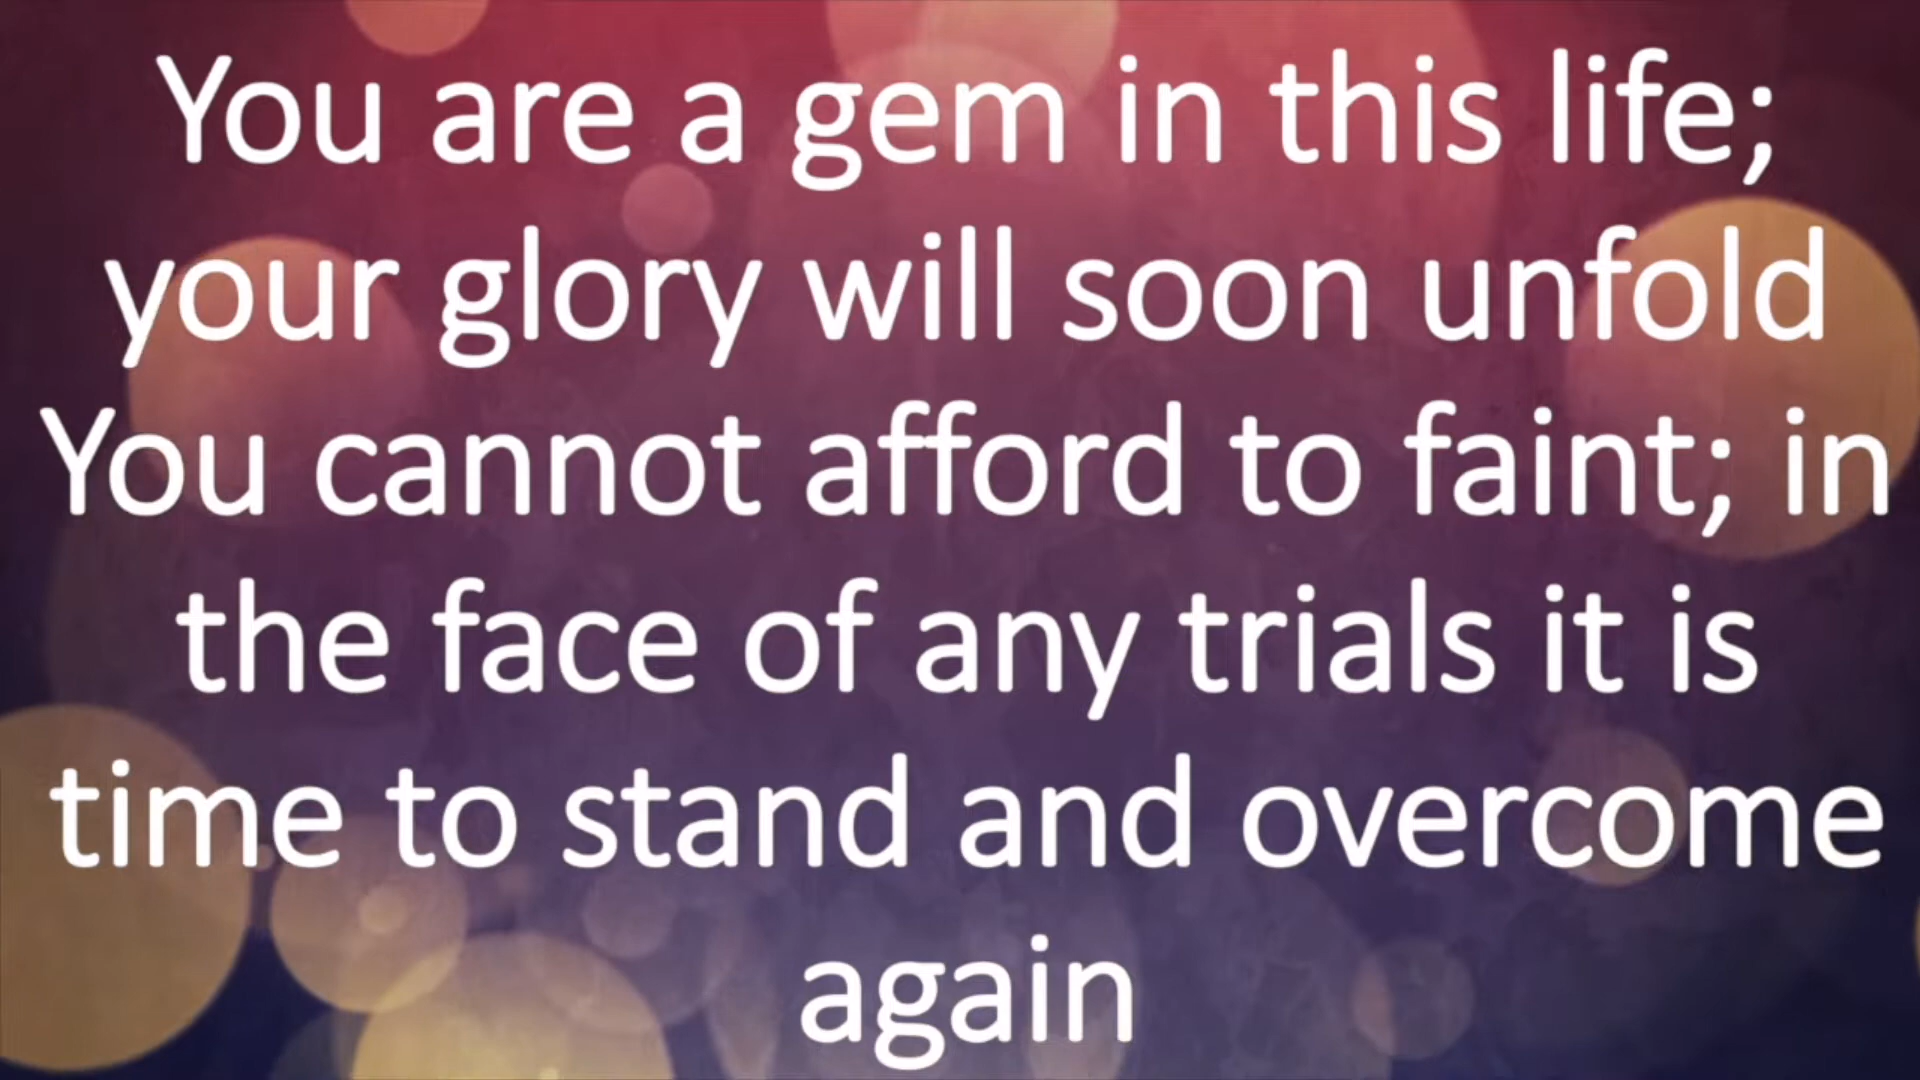 You are a gem in this life;
your glory will soon unfold
You cannot afford to faint; in
the face of any trials it is
time to stand and overcome
again